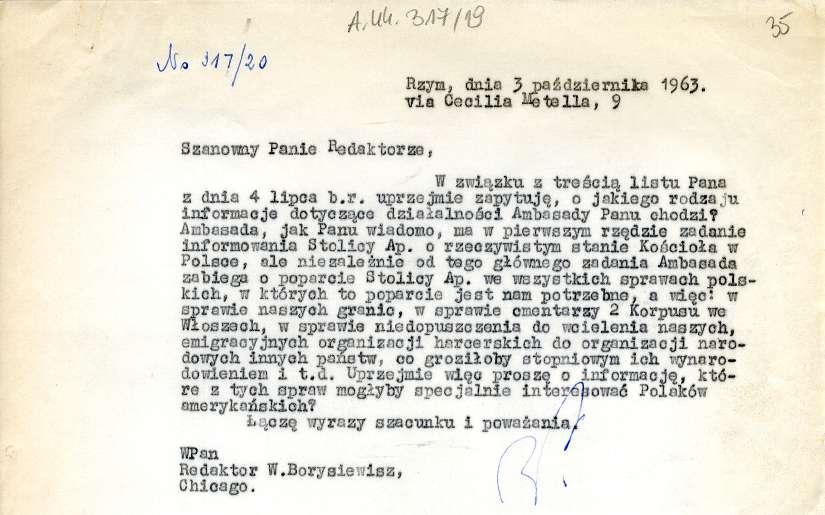 A.44.317/19
35
No 317/20
Rzym, dnia 3 października 1963.
via Cecilia Metella, 9
Szanowny Panie Redaktorze,
W związku z treścią listu Pana
z dnia 4 lipca b.r. uprzejmie zapytuję, o jakiego rodzaju
informacje dotyczące działalności Ambasady Panu chodzi?
Ambasada, jak Panu wiadomo, ma w pierwszym rzędzie zadanie
informowania Stolicy Ap. o rzeczywistym stanie Kościoła w
Polsce, ale niezależnie od tego głównego zadania Ambasada
zabiega o poparcie Stolicy Ap. we wszystkich sprawach pols-
kich, w których to poparcie jest nam potrzebne, a więc: w
sprawie naszych granic, w sprawie cmentarzy 2 Korpusu we
Włoszech, w sprawie niedopuszczenia do wcielenia naszych,
emigracyjnych organizacji harcerskich do organizacji naro-
dowych innych państw, co groziłoby stopniowym ich wynaro-
dowieniem i t.d. Uprzejmie więc proszę o informację, któ-
re z tych spraw mogłyby specjalnie interesować Polaków
amerykańskich?
Łączę wyrazy szacunku i poważania.
WPan
Redaktor W.Borysiewisz,
Chicago.